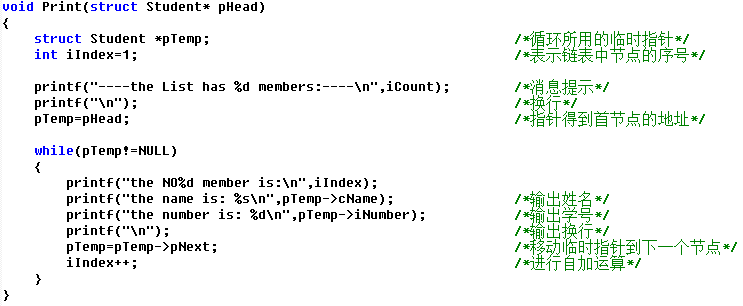 void Print(struct Student* pHead)
{
    struct Student *pTemp;                                      /*循环所用的临时指针*/
    int iIndex=1;                                               /*表示链表中节点的序号*/

    printf("----the List has %d members:----\n",iCount);        /*消息提示*/
    printf("\n");                                               /*换行*/
    pTemp=pHead;                                                /*指针得到首节点的地址*/

    while(pTemp!=NULL)
    {
        printf("the NO%d member is:\n",iIndex);
        printf("the name is: %s\n",pTemp->cName);               /*输出姓名*/
        printf("the number is: %d\n",pTemp->iNumber);           /*输出学号*/
        printf("\n");                                           /*输出换行*/
        pTemp=pTemp->pNext;                                     /*移动临时指针到下一个节点*/
        iIndex++;                                               /*进行自加运算*/
    }
}